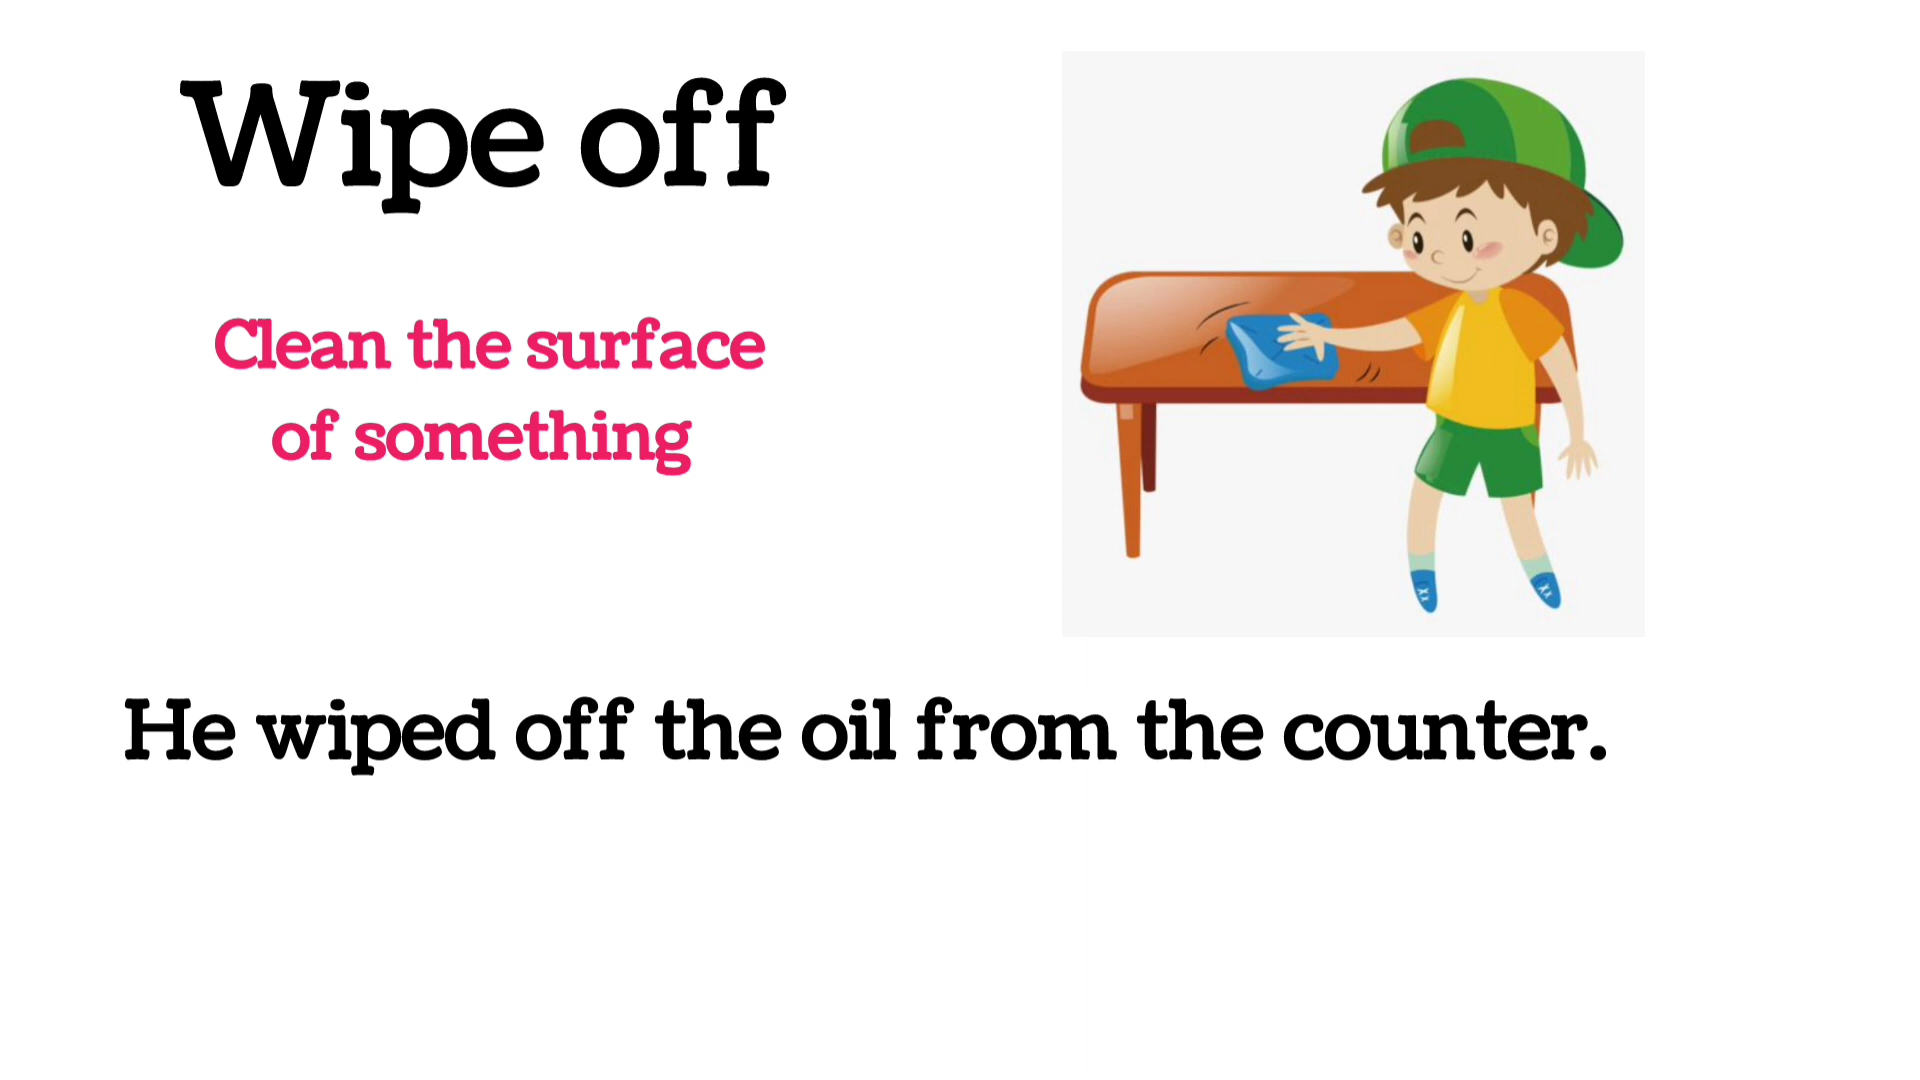 Wipe off
Clean the surface
of something
He wiped off the oil from the counter.